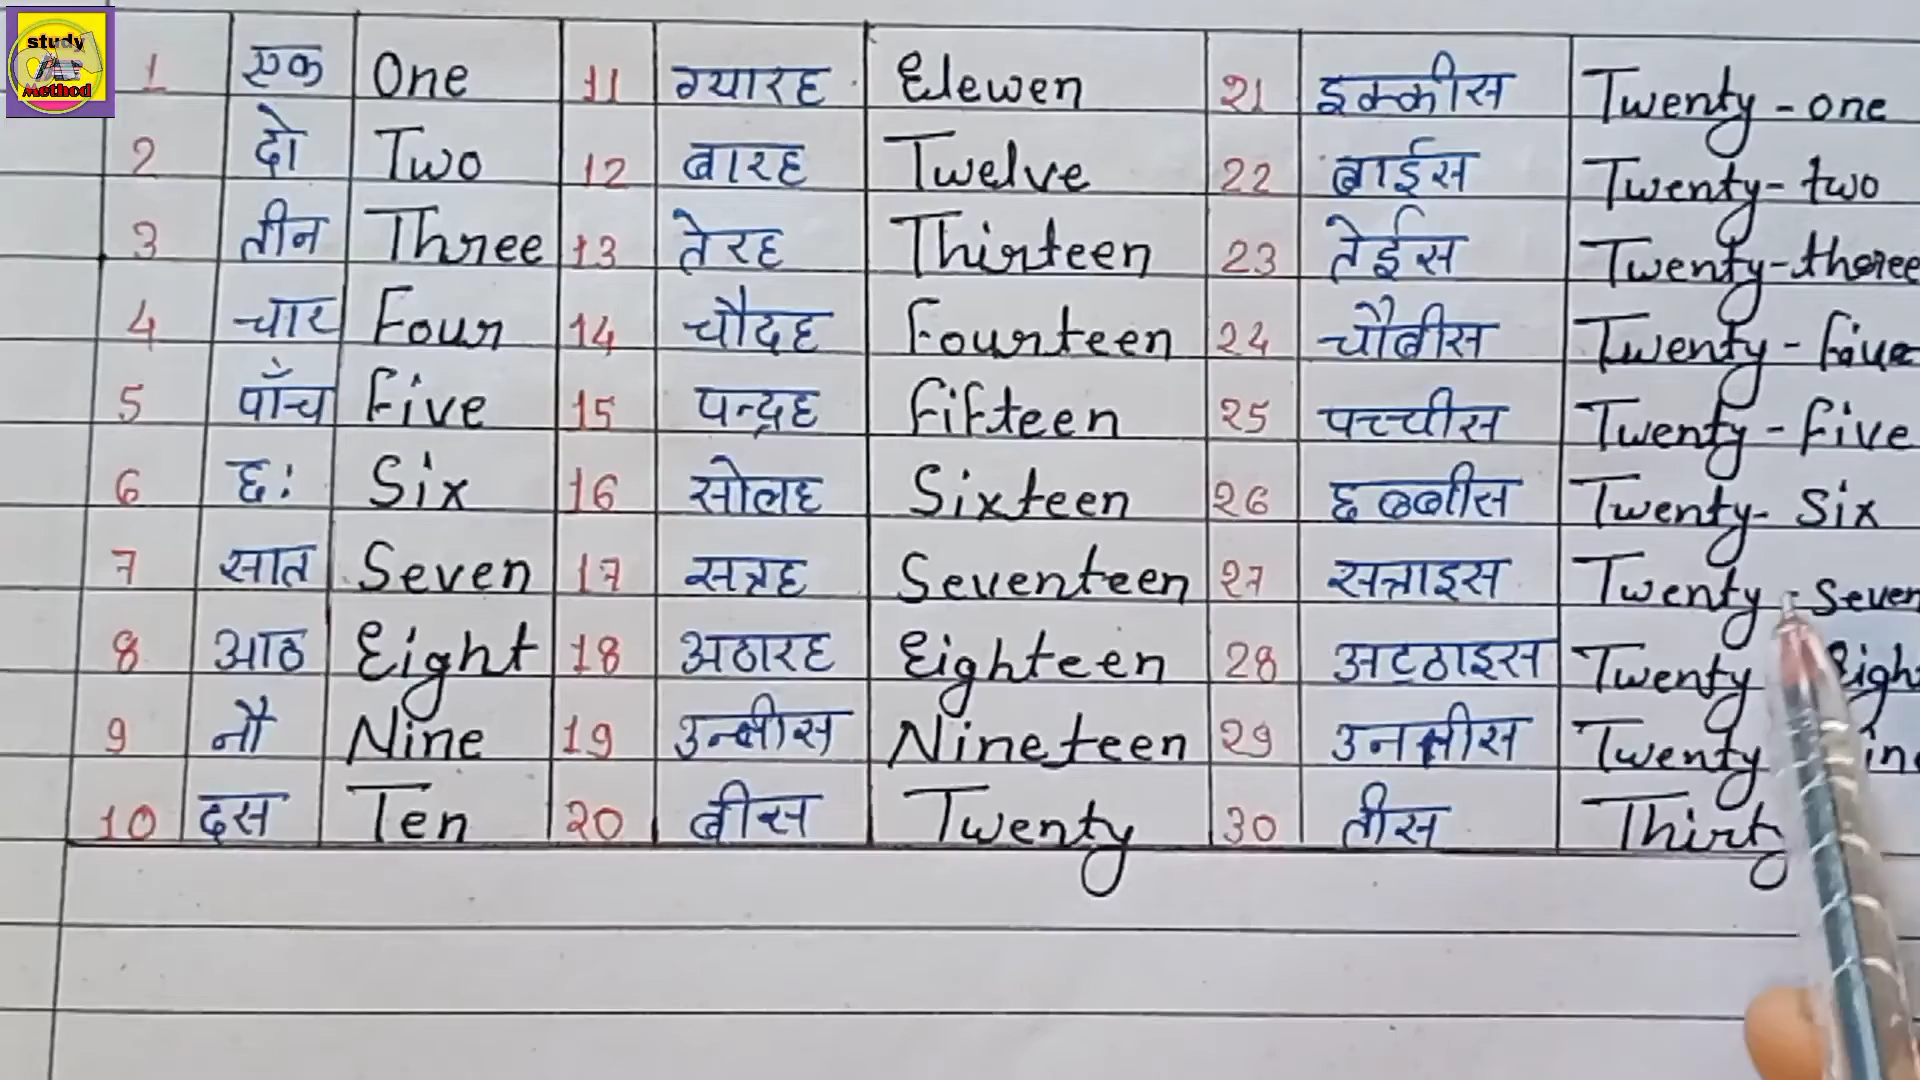 study
Method
1 एक One 11 ग्यारह Elewen 21 इक्कीस Twenty-one
2 दो Two 12 बारह Twelve 22 बाईस Twenty-two
3 तीन Three 13 तेरह Thirteen 23 तेईस Twenty-three
4 चार Four 14 चौदह Fourteen 24 चौबीस Twenty-five
5 पाँच Five 15 पन्द्रह Fifteen 25 पच्चीस Twenty-five
6 छः Six 16 सोलह Sixteen 26 छब्बीस Twenty-Six
7 सात Seven 17 सत्रह Seventeen 27 सत्ताइस Twenty-Seven
8 आठ Eight 18 अठारह Eighteen 28 अट्ठाइस Twenty
9 नौ Nine 19 उन्नीस Nineteen 29 उनतीस Twenty
10 दस Ten 20 बीस Twenty 30 तीस Thirty